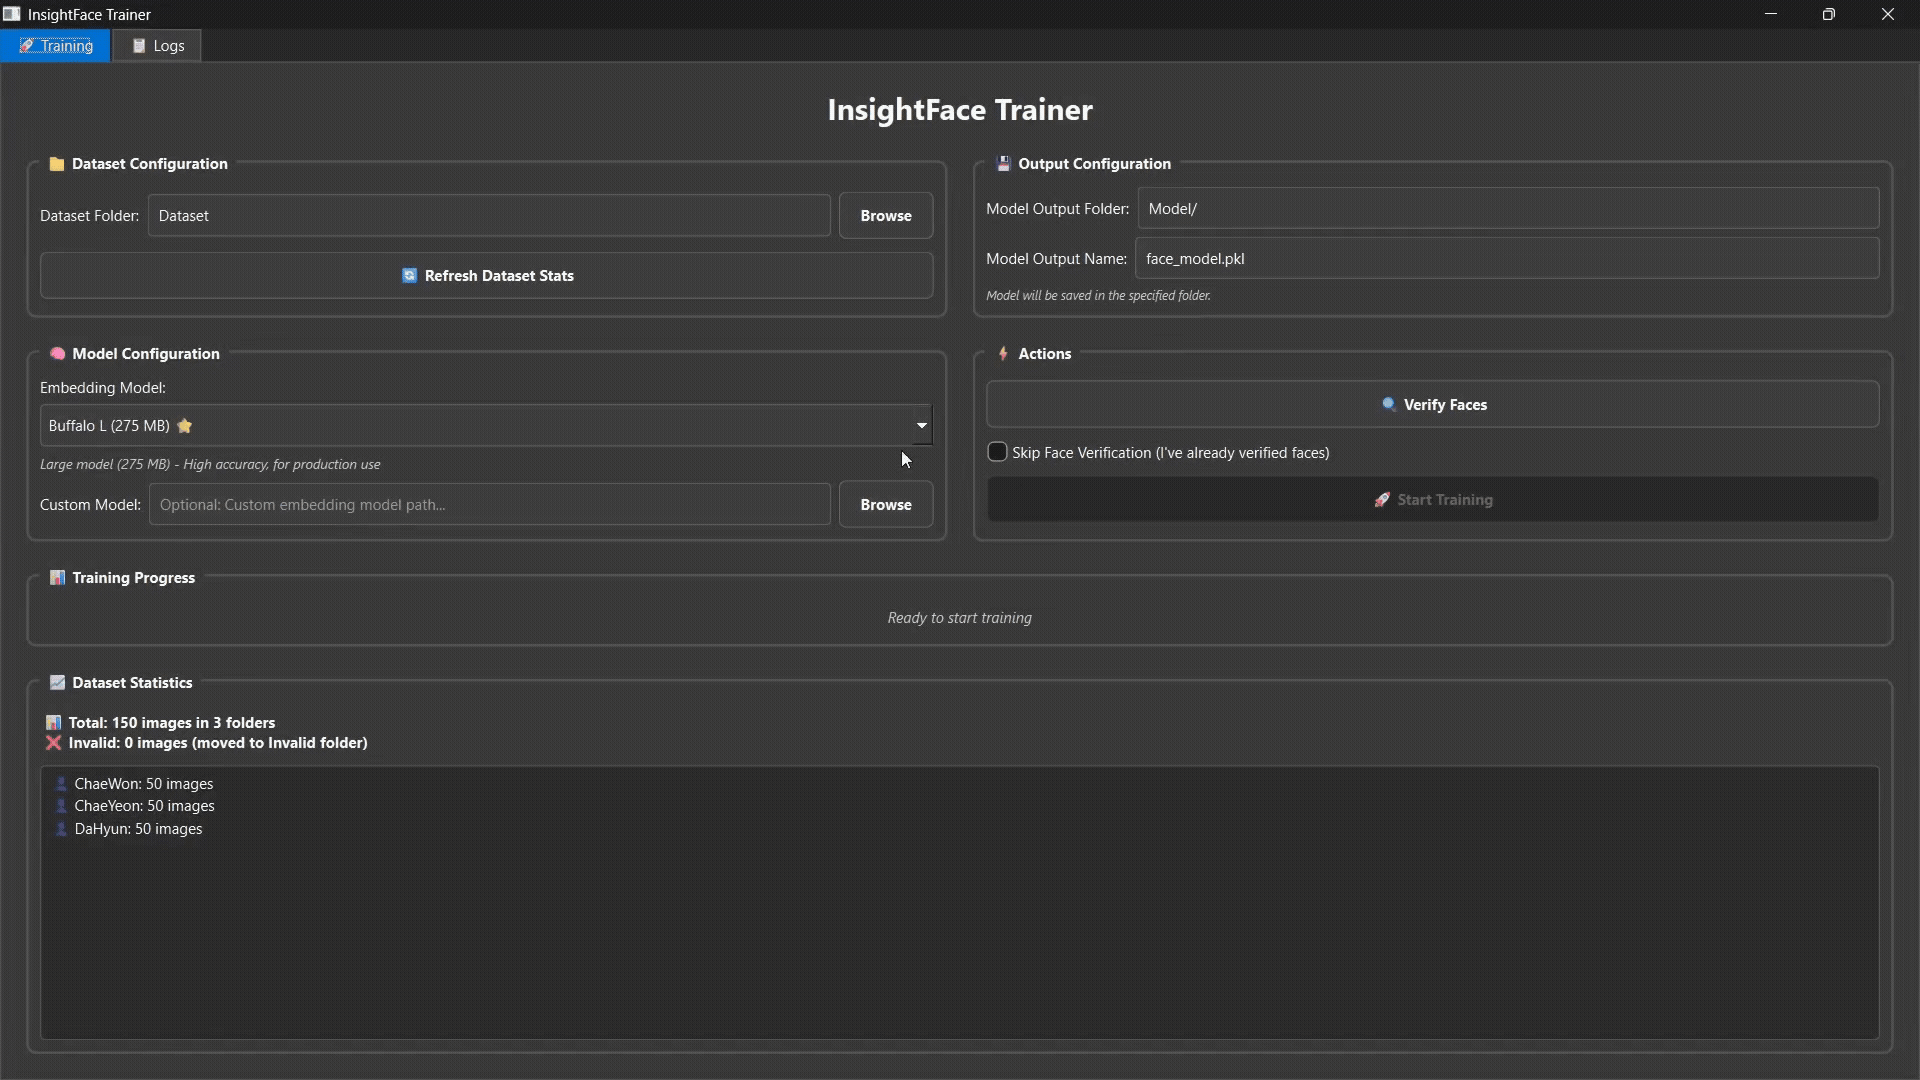 InsightFace Trainer
Training
Logs
InsightFace Trainer
Dataset Configuration
Dataset Folder: Dataset Browse
Refresh Dataset Stats
Output Configuration
Model Output Folder: Model/
Model Output Name: face_model.pkl
Model will be saved in the specified folder.
Model Configuration
Embedding Model:
Buffalo L (275 MB)
Large model (275 MB) - High accuracy, for production use
Custom Model: Optional: Custom embedding model path... Browse
Actions
Verify Faces
Skip Face Verification (I've already verified faces)
Start Training
Training Progress
Ready to start training
Dataset Statistics
Total: 150 images in 3 folders
Invalid: 0 images (moved to Invalid folder)
ChaeWon: 50 images
ChaeYeon: 50 images
DaHyun: 50 images